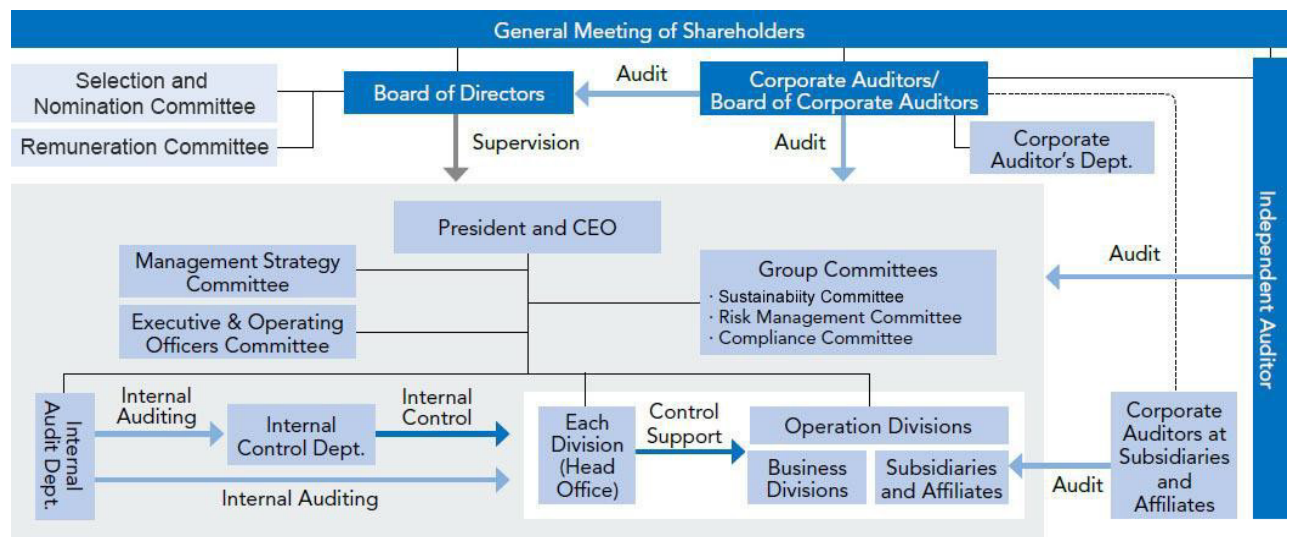 General Meeting of Shareholders
Selection and
Nomination Committee
Remuneration Committee
Board of Directors
Audit
Corporate Auditors/
Board of Corporate Auditors
Supervision
Audit
Corporate
Auditor's Dept.
Independent Auditor
President and CEO
Management Strategy
Committee
Executive & Operating
Officers Committee
Group Committees
· Sustainabiity Committee
· Risk Management Committee
· Compliance Committee
Audit
Internal
Audit Dept.
Internal
Auditing
Internal
Control Dept.
Internal
Control
Internal Auditing
Each
Division
(Head
Office)
Control
Support
Operation Divisions
Business
Divisions
Subsidiaries
and Affiliates
Audit
Corporate
Auditors at
Subsidiaries
and
Affiliates